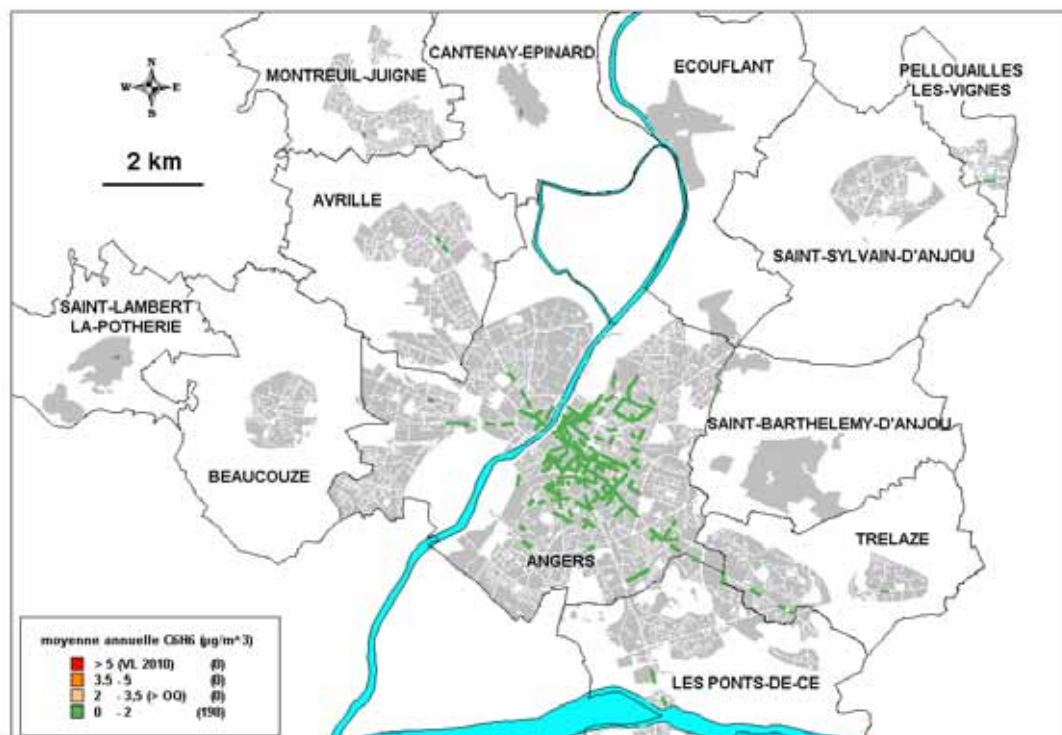 MONTREUIL-JUIGNE
CANTENAY-EPINARD
ECOUFLANT
PELLOUAILLES
LES-VIGNES
N
W E
S
2 km
AVRILLE
SAINT-SYLVAIN-D'ANJOU
SAINT-LAMBERT
LA-POTHERIE
SAINT-BARTHELEMY-D'ANJOU
BEAUCOUZE
TRELAZE
ANGERS
LES PONTS-DE-CE
moyenne annuelle C6H6 (µg/m^3)
> 5 (VL 2010) (0)
3.5 - 5 (0)
2 - 3,5 (> OQ) (0)
0 - 2 (190)